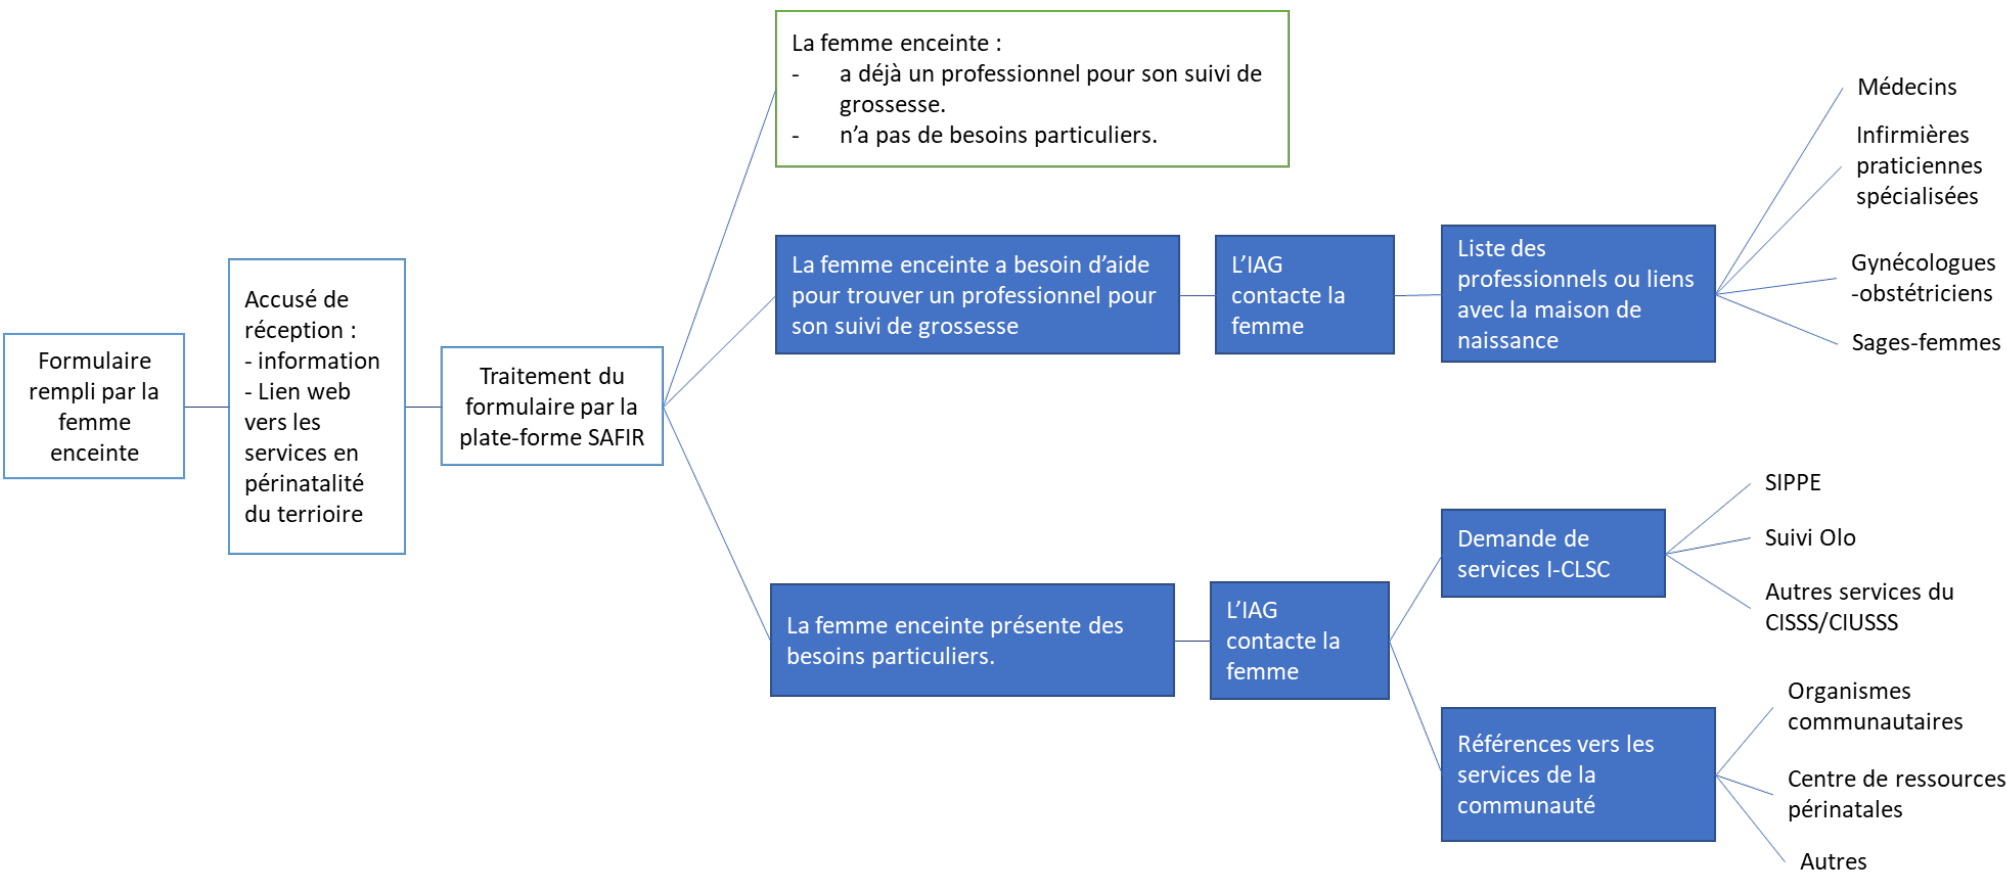 Formulaire
rempli par la
femme
enceinte
Accusé de
réception :
- information
- Lien web
vers les
services en
périnatalité
du terrioire
Traitement du
formulaire par la
plate-forme SAFIR
La femme enceinte :
- a déjà un professionnel pour son suivi de
grossesse.
- n’a pas de besoins particuliers.
La femme enceinte a besoin d’aide
pour trouver un professionnel pour
son suivi de grossesse
L’IAG
contacte la
femme
Liste des
professionnels ou liens
avec la maison de
naissance
Médecins
Infirmières
praticiennes
spécialisées
Gynécologues
-obstétriciens
Sages-femmes
La femme enceinte présente des
besoins particuliers.
L’IAG
contacte la
femme
Demande de
services I-CLSC
SIPPE
Suivi Olo
Autres services du
CISSS/CIUSSS
Références vers les
services de la
communauté
Organismes
communautaires
Centre de ressources
périnatales
Autres